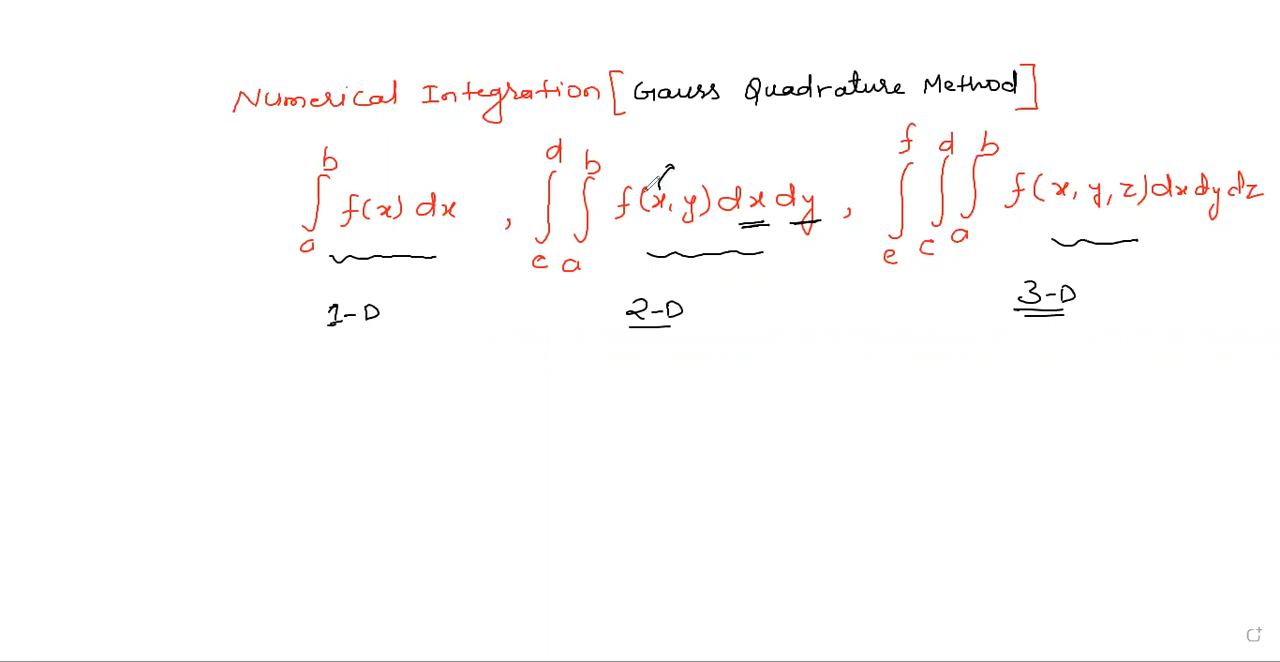 Numerical Integration [Gauss Quadrature Method]
∫_a^b f(x) dx , ∫_c^d ∫_a^b f(x, y) dx dy , ∫_e^f ∫_c^d ∫_a^b f(x, y, z) dx dy dz
1-D 2-D 3-D